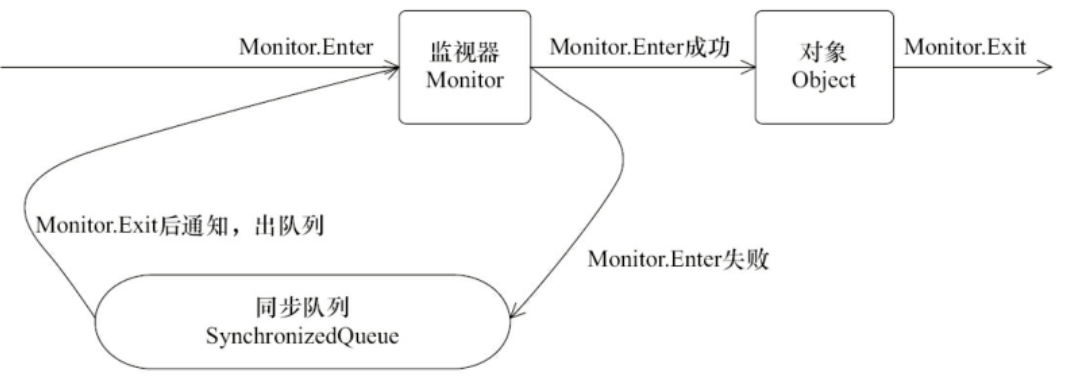 Monitor.Enter
监视器
Monitor
Monitor.Enter成功
对象
Object
Monitor.Exit
Monitor.Exit后通知，出队列
Monitor.Enter失败
同步队列
SynchronizedQueue